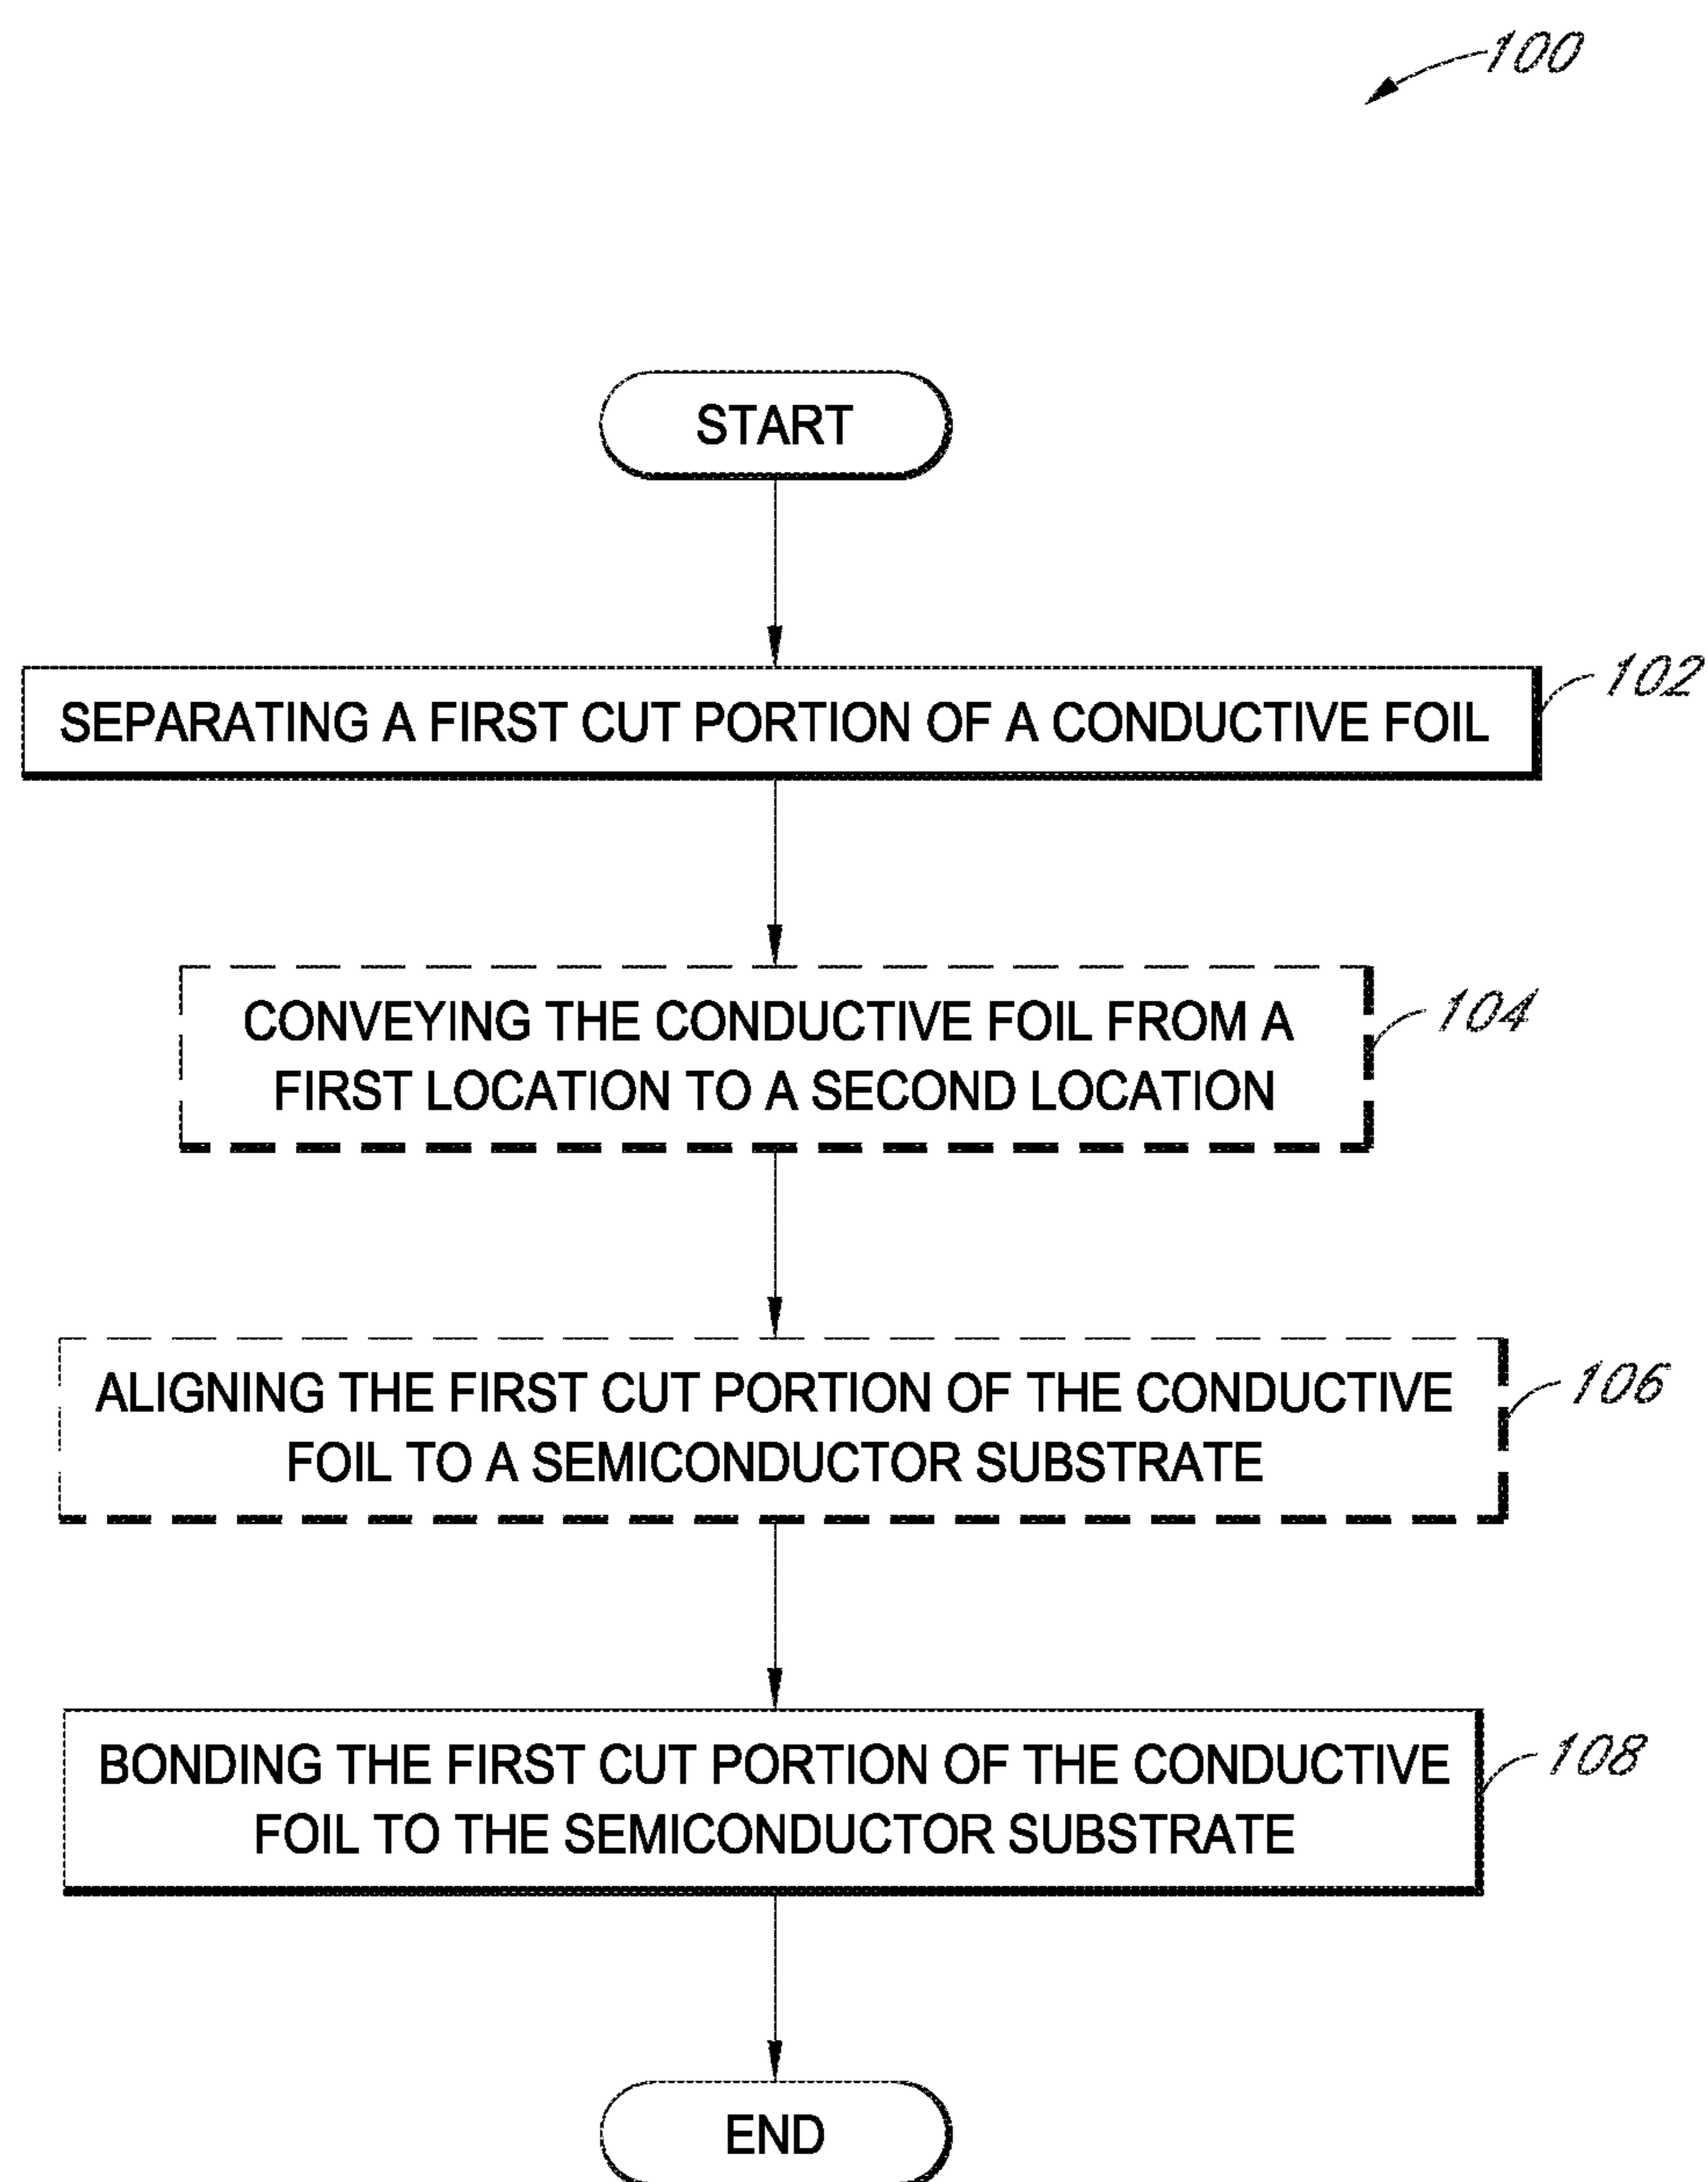 100
START
SEPARATING A FIRST CUT PORTION OF A CONDUCTIVE FOIL
102
CONVEYING THE CONDUCTIVE FOIL FROM A
FIRST LOCATION TO A SECOND LOCATION
104
ALIGNING THE FIRST CUT PORTION OF THE CONDUCTIVE
FOIL TO A SEMICONDUCTOR SUBSTRATE
106
BONDING THE FIRST CUT PORTION OF THE CONDUCTIVE
FOIL TO THE SEMICONDUCTOR SUBSTRATE
108
END